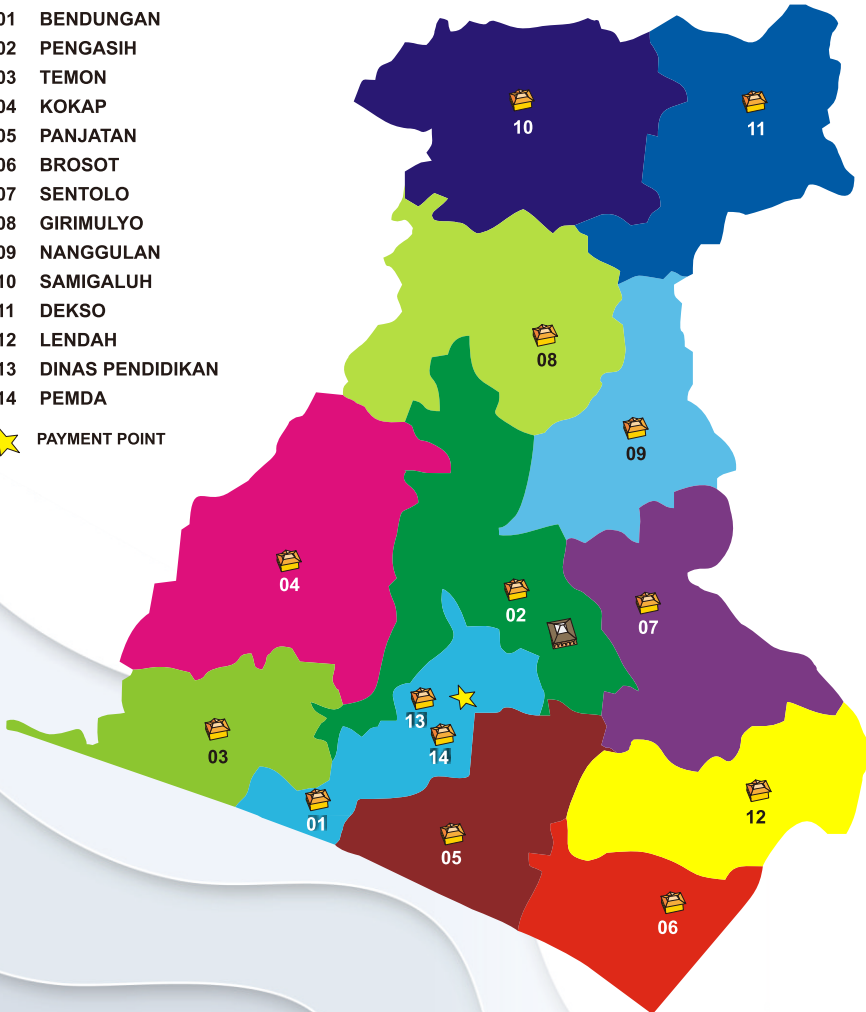 01 BENDUNGAN
02 PENGASIH
03 TEMON
04 KOKAP
05 PANJATAN
06 BROSOT
07 SENTOLO
08 GIRIMULYO
09 NANGGULAN
10 SAMIGALUH
11 DEKSO
12 LENDAH
13 DINAS PENDIDIKAN
14 PEMDA
PAYMENT POINT
10
11
08
09
04
02
07
13
14
03
01
05
12
06